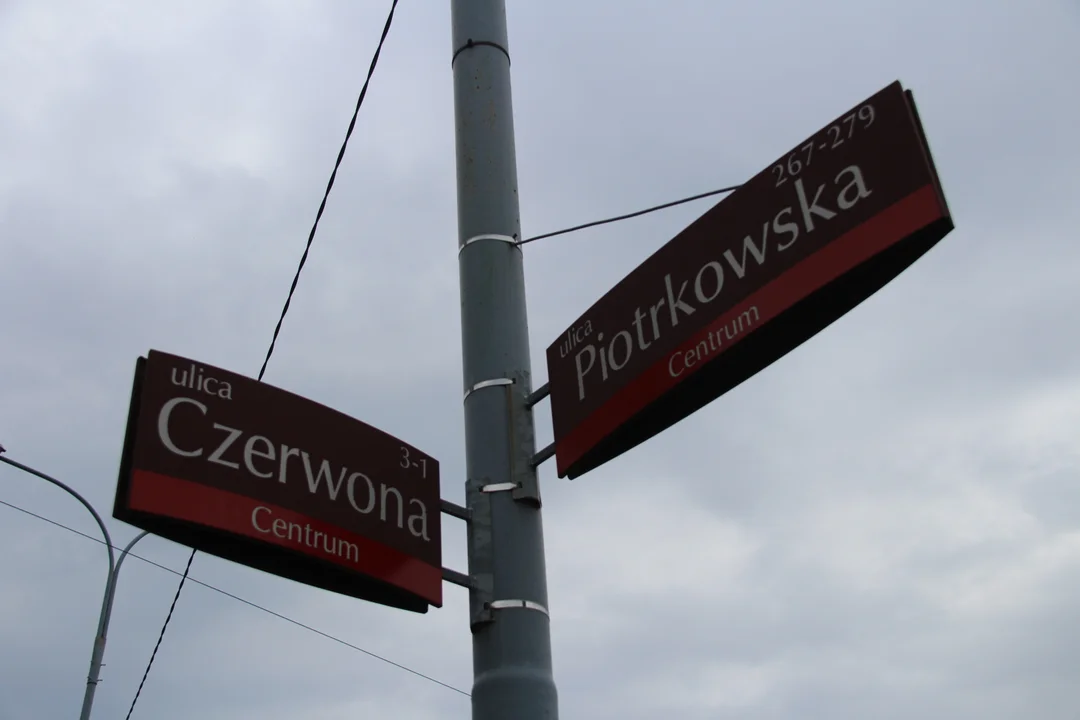 ulica
Czerwona
3-1
Centrum
ulica
Piotrkowska
267-279
Centrum